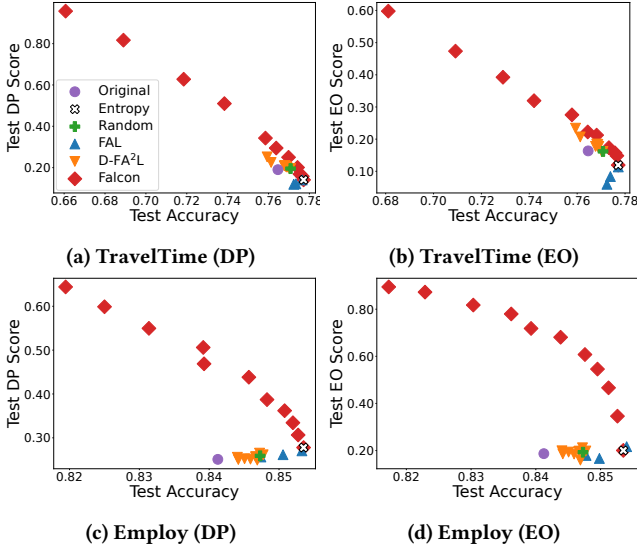 0.80
0.60
0.40
0.20
Test DP Score
Original
Entropy
Random
FAL
D-FA²L
Falcon
0.66 0.68 0.70 0.72 0.74 0.76 0.78
Test Accuracy
(a) TravelTime (DP)
0.60
0.50
0.40
0.30
0.20
0.10
Test EO Score
0.68 0.70 0.72 0.74 0.76 0.78
Test Accuracy
(b) TravelTime (EO)
0.60
0.50
0.40
0.30
Test DP Score
0.82 0.83 0.84 0.85
Test Accuracy
(c) Employ (DP)
0.80
0.60
0.40
0.20
Test EO Score
0.82 0.83 0.84 0.85
Test Accuracy
(d) Employ (EO)